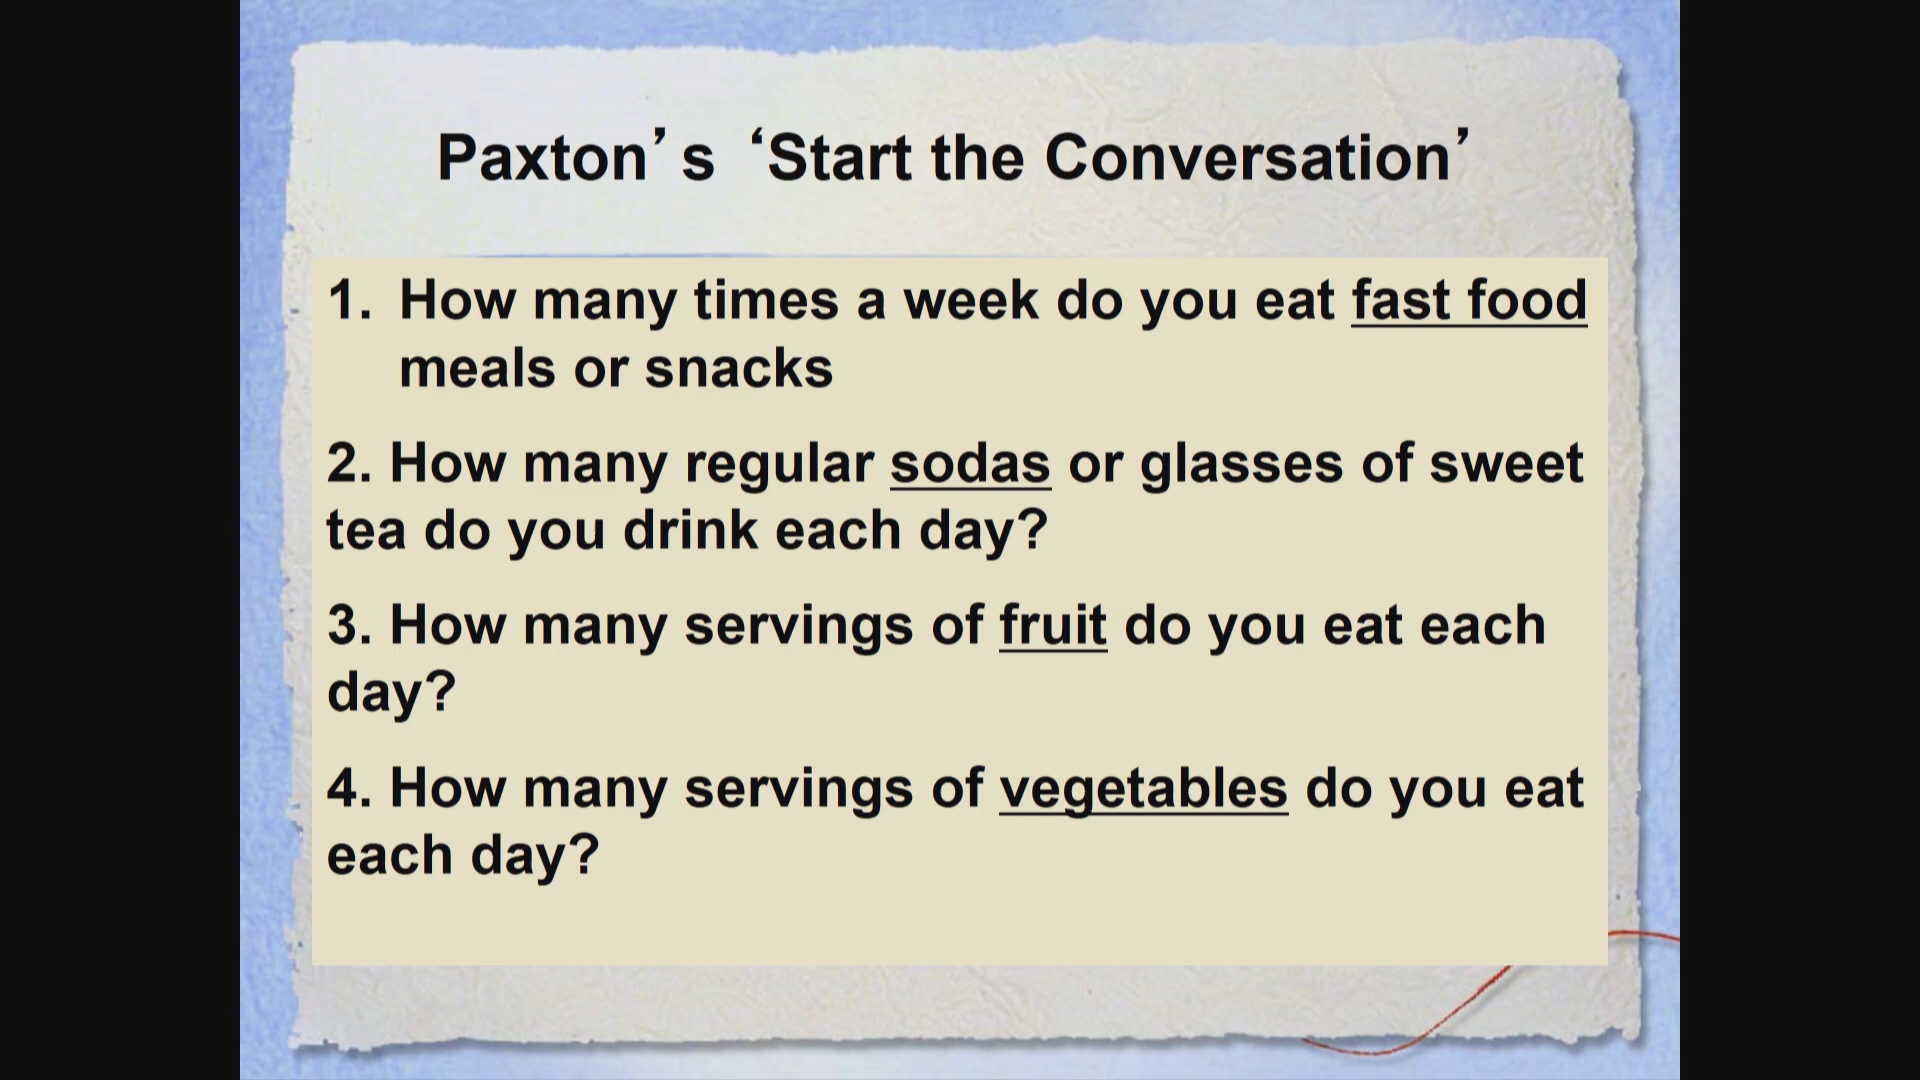 Paxton’s ‘Start the Conversation’
1. How many times a week do you eat fast food
meals or snacks
2. How many regular sodas or glasses of sweet
tea do you drink each day?
3. How many servings of fruit do you eat each
day?
4. How many servings of vegetables do you eat
each day?